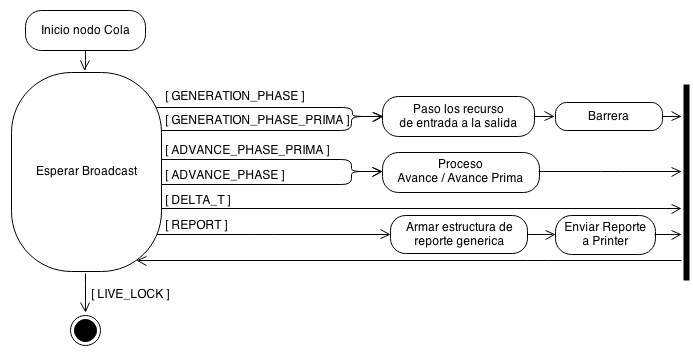 Inicio nodo Cola
[ GENERATION_PHASE ]
[ GENERATION_PHASE_PRIMA ]
Paso los recurso
de entrada a la salida
Barrera
Esperar Broadcast
[ ADVANCE_PHASE_PRIMA ]
[ ADVANCE_PHASE ]
Proceso
Avance / Avance Prima
[ DELTA_T ]
[ REPORT ]
Armar estructura de
reporte generica
Enviar Reporte
a Printer
[ LIVE_LOCK ]